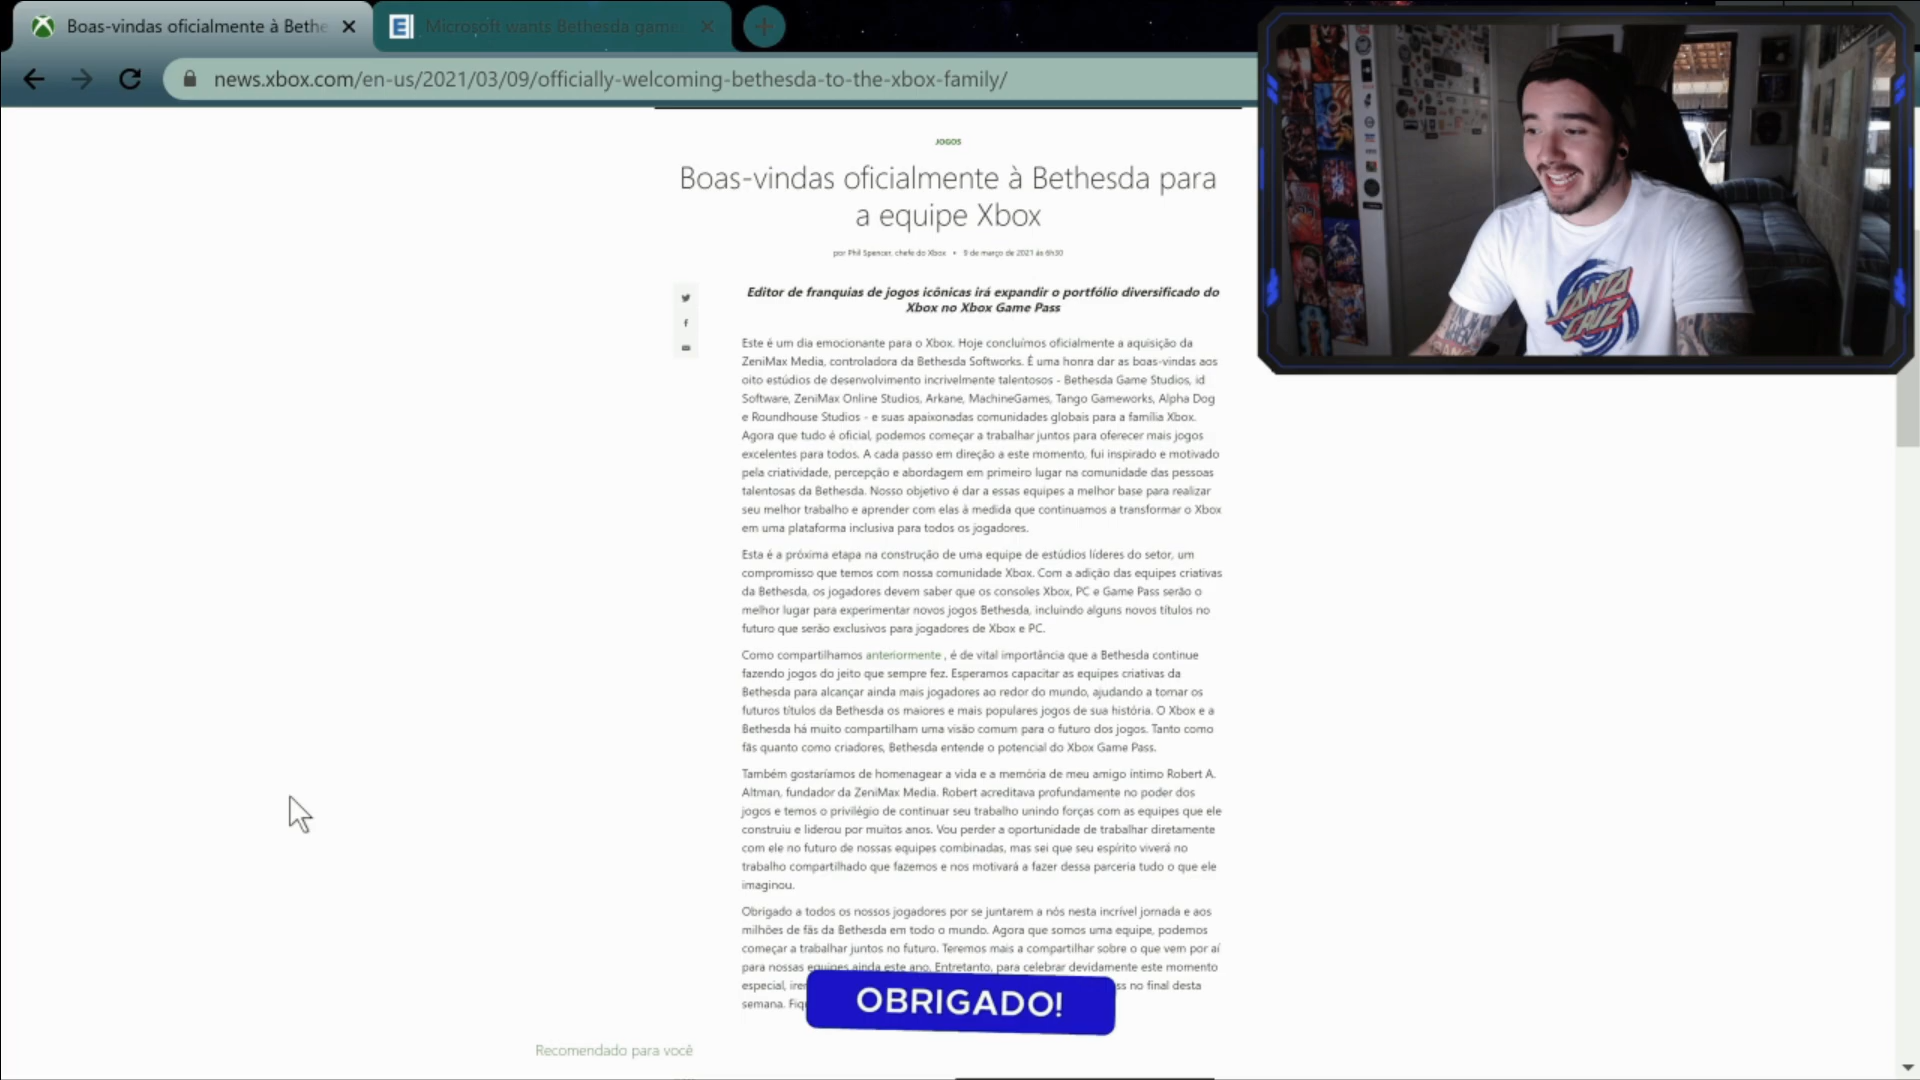 Boas-vindas oficialmente à Bethe
Microsoft wants Bethesda game
news.xbox.com/en-us/2021/03/09/officially-welcoming-bethesda-to-the-xbox-family/
JOGOS
Boas-vindas oficialmente à Bethesda para
a equipe Xbox
por Phil Spencer, chefe do Xbox • 9 de março de 2021 às 6h30
Editor de franquias de jogos icônicas irá expandir o portfólio diversificado do
Xbox no Xbox Game Pass
Este é um dia emocionante para o Xbox. Hoje concluímos oficialmente a aquisição da
ZeniMax Media, controladora da Bethesda Softworks. É uma honra dar as boas-vindas aos
oito estúdios de desenvolvimento incrivelmente talentosos - Bethesda Game Studios, id
Software, ZeniMax Online Studios, Arkane, MachineGames, Tango Gameworks, Alpha Dog
e Roundhouse Studios - e suas apaixonadas comunidades globais para a família Xbox.
Agora que tudo é oficial, podemos começar a trabalhar juntos para oferecer mais jogos
excelentes para todos. A cada passo em direção a este momento, fui inspirado e motivado
pela criatividade, percepção e abordagem em primeiro lugar na comunidade das pessoas
talentosas da Bethesda. Nosso objetivo é dar a essas equipes a melhor base para realizar
seu melhor trabalho e aprender com elas à medida que continuamos a transformar o Xbox
em uma plataforma inclusiva para todos os jogadores.
Esta é a próxima etapa na construção de uma equipe de estúdios líderes do setor, um
compromisso que temos com nossa comunidade Xbox. Com a adição das equipes criativas
da Bethesda, os jogadores devem saber que os consoles Xbox, PC e Game Pass serão o
melhor lugar para experimentar novos jogos Bethesda, incluindo alguns novos títulos no
futuro que serão exclusivos para jogadores de Xbox e PC.
Como compartilhamos anteriormente , é de vital importância que a Bethesda continue
fazendo jogos do jeito que sempre fez. Esperamos capacitar as equipes criativas da
Bethesda para alcançar ainda mais jogadores ao redor do mundo, ajudando a tornar os
futuros títulos da Bethesda os maiores e mais populares jogos de sua história. O Xbox e a
Bethesda há muito compartilham uma visão comum para o futuro dos jogos. Tanto como
fãs quanto como criadores, Bethesda entende o potencial do Xbox Game Pass.
Também gostaríamos de homenagear a vida e a memória de meu amigo íntimo Robert A.
Altman, fundador da ZeniMax Media. Robert acreditava profundamente no poder dos
jogos e temos o privilégio de continuar seu trabalho unindo forças com as equipes que ele
construiu e liderou por muitos anos. Vou perder a oportunidade de trabalhar diretamente
com ele no futuro de nossas equipes combinadas, mas sei que seu espírito viverá no
trabalho compartilhado que fazemos e nos motivará a fazer dessa parceria tudo o que ele
imaginou.
Obrigado a todos os nossos jogadores por se juntarem a nós nesta incrível jornada e aos
milhões de fãs da Bethesda em todo o mundo. Agora que somos uma equipe, podemos
começar a trabalhar juntos no futuro. Teremos mais a compartilhar sobre o que vem por aí
para nossas equipes ainda este ano. Entretanto, para celebrar devidamente este momento
especial, ss no final desta
semana.
OBRIGADO!
Recomendado para você
SANTA
CRUZ